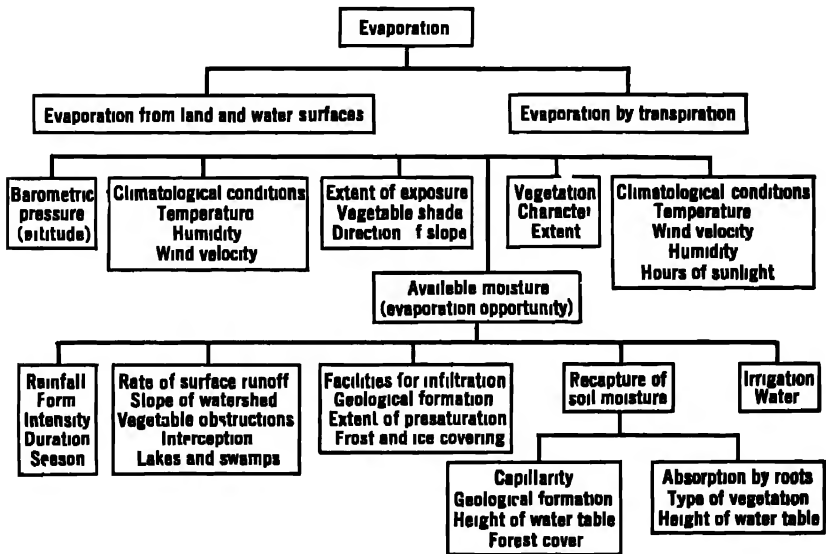 Evaporation
Evaporation from land and water surfaces
Evaporation by transpiration
Barometric
pressure
(altitude)
Climatological conditions
Temperature
Humidity
Wind velocity
Extent of exposure
Vegetable shade
Direction f slope
Vegetation
Character
Extent
Climatological conditions
Temperature
Wind velocity
Humidity
Hours of sunlight
Available moisture
(evaporation opportunity)
Rainfall
Form
Intensity
Duration
Season
Rate of surface runoff
Slope of watershed
Vegetable obstructions
Interception
Lakes and swamps
Facilities for infiltration
Geological formation
Extent of presaturation
Frost and ice covering
Recapture of
soil moisture
Irrigation
Water
Capillarity
Geological formation
Height of water table
Forest cover
Absorption by roots
Type of vegetation
Height of water table